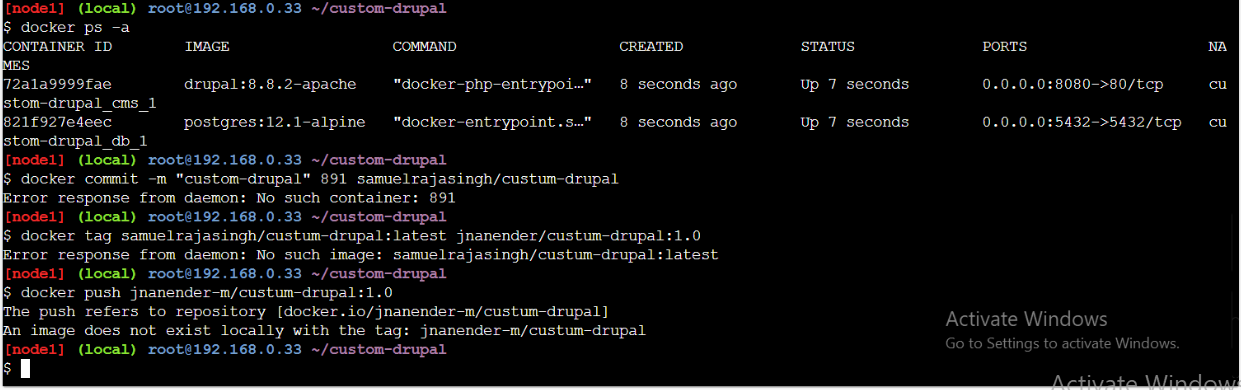 [node1] (local) root@192.168.0.33 ~/custom-drupal
$ docker ps -a
CONTAINER ID IMAGE COMMAND CREATED STATUS PORTS NA
MES
72a1a9999fae drupal:8.8.2-apache "docker-php-entrypoi…" 8 seconds ago Up 7 seconds 0.0.0.0:8080->80/tcp cu
stom-drupal_cms_1
821f927e4eec postgres:12.1-alpine "docker-entrypoint.s…" 8 seconds ago Up 7 seconds 0.0.0.0:5432->5432/tcp cu
stom-drupal_db_1
[node1] (local) root@192.168.0.33 ~/custom-drupal
$ docker commit -m "custom-drupal" 891 samuelrajasingh/custum-drupal
Error response from daemon: No such container: 891
[node1] (local) root@192.168.0.33 ~/custom-drupal
$ docker tag samuelrajasingh/custum-drupal:latest jnanender/custum-drupal:1.0
Error response from daemon: No such image: samuelrajasingh/custum-drupal:latest
[node1] (local) root@192.168.0.33 ~/custom-drupal
$ docker push jnanender-m/custum-drupal:1.0
The push refers to repository [docker.io/jnanender-m/custum-drupal]
An image does not exist locally with the tag: jnanender-m/custum-drupal
[node1] (local) root@192.168.0.33 ~/custom-drupal
$
Activate Windows
Go to Settings to activate Windows.
Activate Windows